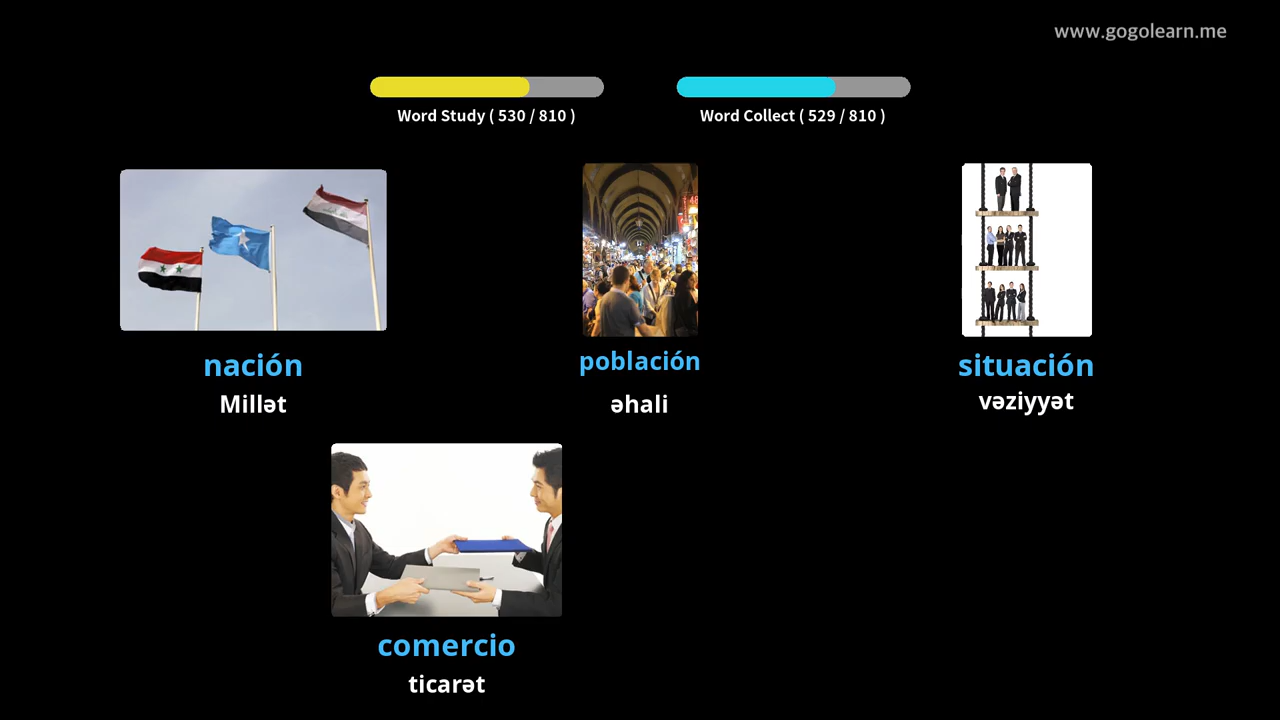 www.gogolearn.me
Word Study ( 530 / 810 )
Word Collect ( 529 / 810 )
nación
población
situación
Millət
əhali
vəziyyət
comercio
ticarət